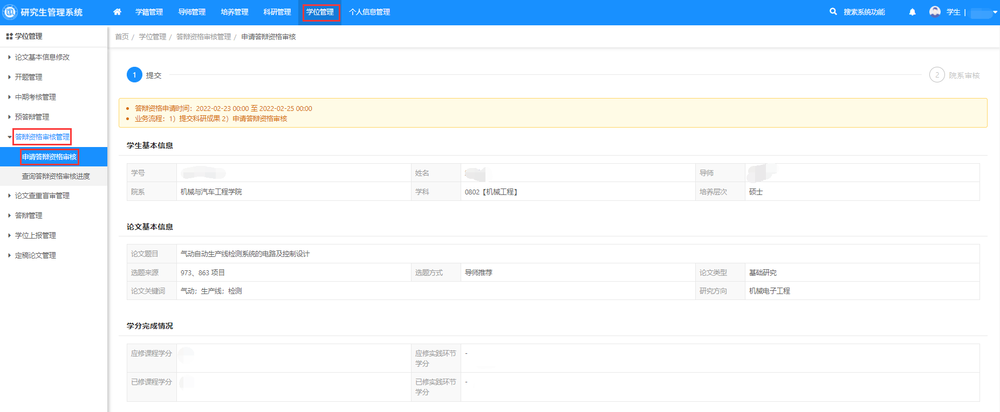 研究生管理系统
学籍管理 导师管理 培养管理 科研管理 学位管理 个人信息管理
搜索系统功能 学生 |
学位管理
首页 / 学位管理 / 答辩资格审核管理 / 申请答辩资格审核
论文基本信息修改
开题管理
中期考核管理
预答辩管理
答辩资格审核管理
申请答辩资格审核
查询答辩资格审核进度
论文查重盲审管理
答辩管理
学位上报管理
定稿论文管理
1 提交
2 院系审核
答辩资格申请时间：2022-02-23 00:00 至 2022-02-25 00:00
业务流程：1）提交科研成果 2）申请答辩资格审核
学生基本信息
学号 姓名 导师
院系 机械与汽车工程学院 学科 0802【机械工程】 培养层次 硕士
论文基本信息
论文题目 气动自动生产线检测系统的电路及控制设计
选题来源 973、863 项目 选题方式 导师推荐 论文类型 基础研究
论文关键词 气动；生产线；检测 研究方向 机械电子工程
学分完成情况
应修课程学分 应修实践环节
学分 -
已修课程学分 已修实践环节
学分 -